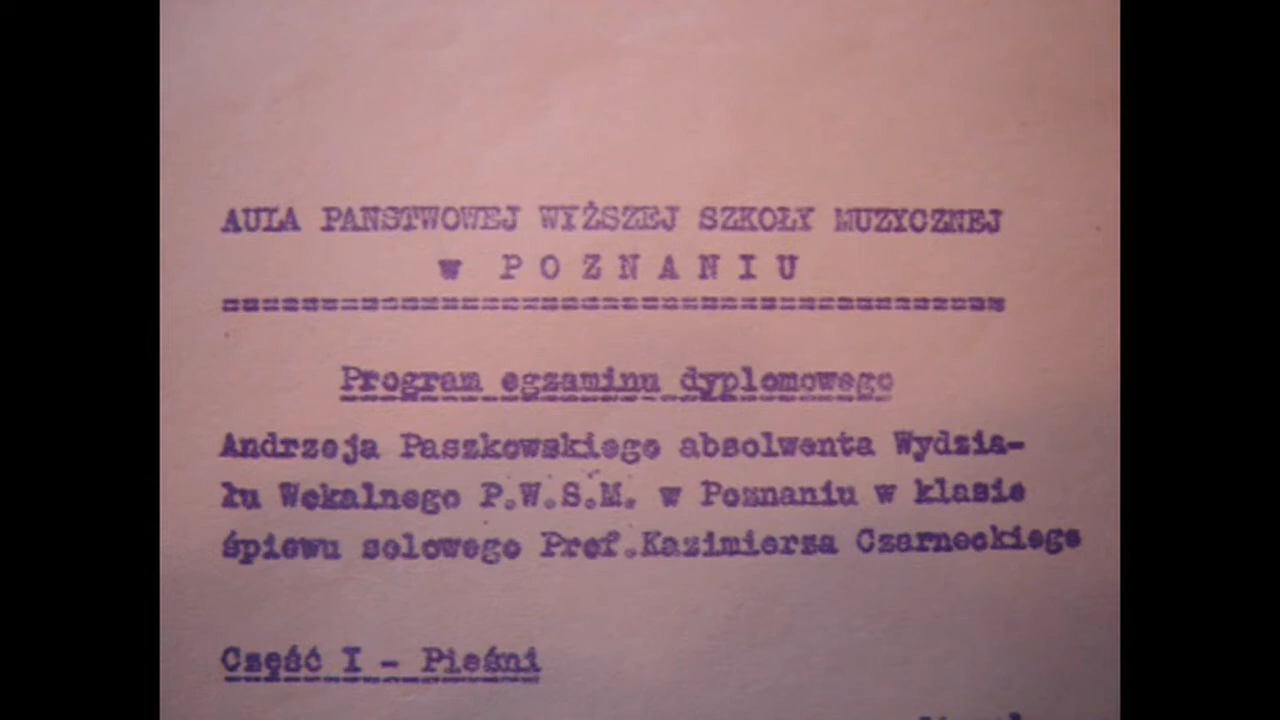 AULA PAŃSTWOWEJ WYŻSZEJ SZKOŁY MUZYCZNEJ
w P O Z N A N I U
=======================================
Program egzaminu dyplomowego
Andrzeja Paszkowskiego absolwenta Wydzia-
łu Wokalnego P.W.S.M. w Poznaniu w klasie
śpiewu solowego Prof.Kazimierza Czarneckiego
Część I - Pieśni